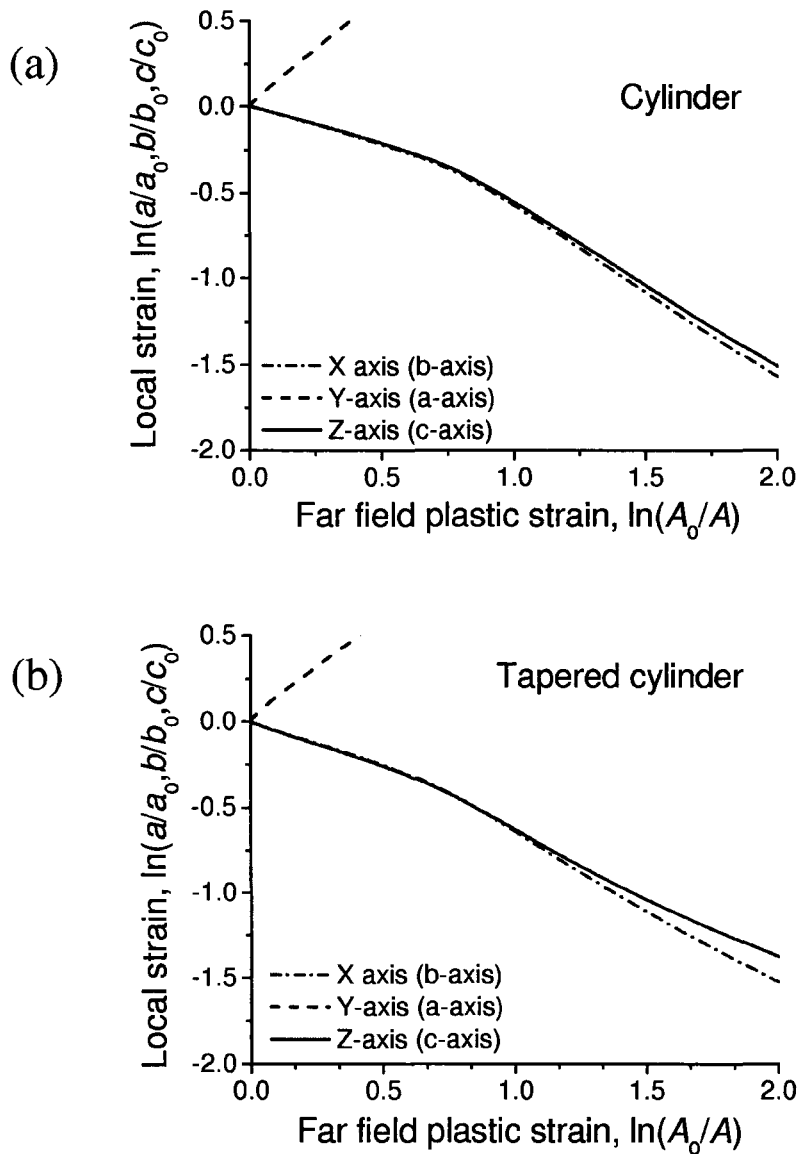 (a)
Local strain, ln(a/a₀,b/b₀,c/c₀)
0.5
0.0
-0.5
-1.0
-1.5
-2.0
Cylinder
X axis (b-axis)
Y-axis (a-axis)
Z-axis (c-axis)
0.0 0.5 1.0 1.5 2.0
Far field plastic strain, ln(A₀/A)
(b)
Local strain, ln(a/a₀,b/b₀,c/c₀)
0.5
0.0
-0.5
-1.0
-1.5
-2.0
Tapered cylinder
X axis (b-axis)
Y-axis (a-axis)
Z-axis (c-axis)
0.0 0.5 1.0 1.5 2.0
Far field plastic strain, ln(A₀/A)